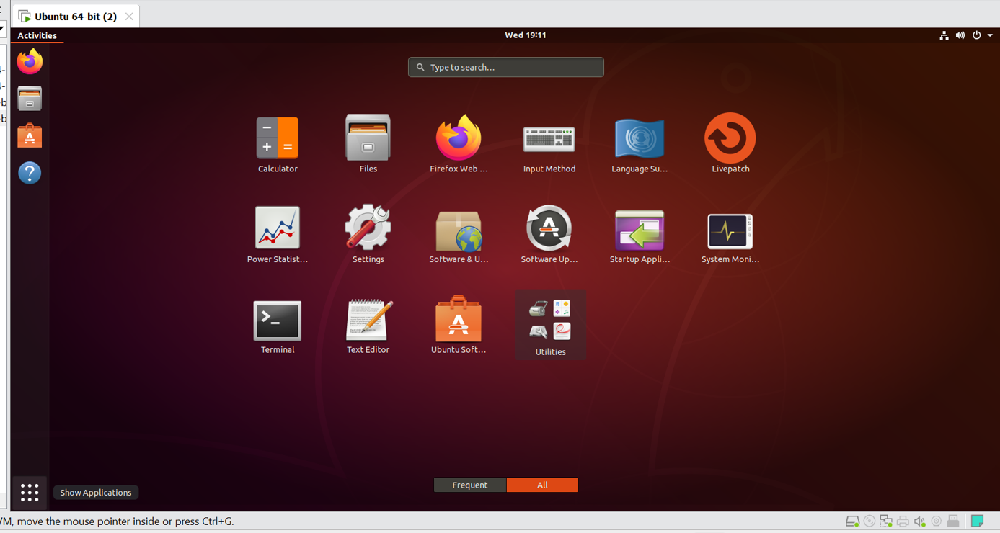 Ubuntu 64-bit (2)
Activities
Wed 19:11
Type to search...
Calculator
Files
Firefox Web ...
Input Method
Language Su...
Livepatch
Power Statist...
Settings
Software & U...
Software Up...
Startup Appli...
System Moni...
Terminal
Text Editor
Ubuntu Soft...
Utilities
Frequent
All
Show Applications
VM, move the mouse pointer inside or press Ctrl+G.